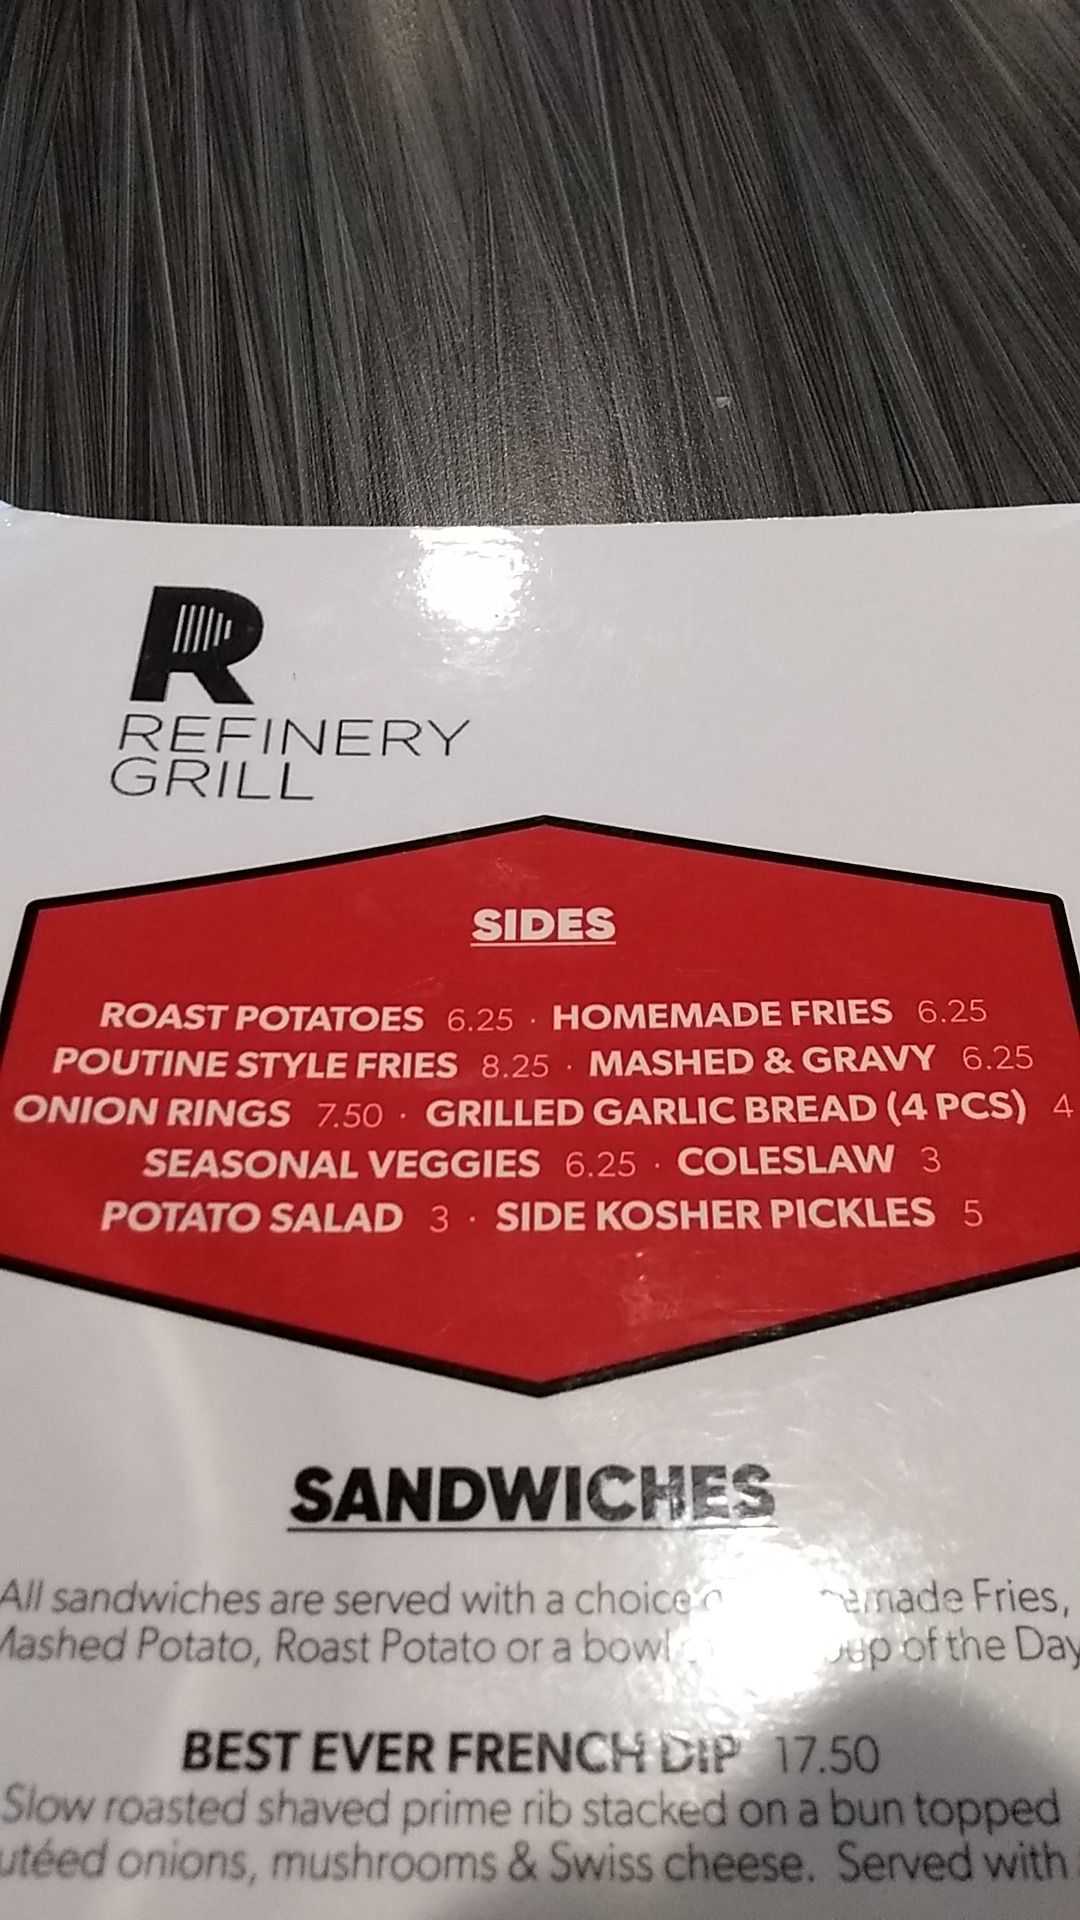 R
REFINERY
GRILL
SIDES
ROAST POTATOES 6.25 · HOMEMADE FRIES 6.25
POUTINE STYLE FRIES 8.25 · MASHED & GRAVY 6.25
ONION RINGS 7.50 · GRILLED GARLIC BREAD (4 PCS) 4
SEASONAL VEGGIES 6.25 · COLESLAW 3
POTATO SALAD 3 · SIDE KOSHER PICKLES 5
SANDWICHES
All sandwiches are served with a choice Fries,
Mashed Potato, Roast Potato or a bowl of the Day
BEST EVER FRENCH DIP 17.50
Slow roasted shaved prime rib stacked on a bun topped
onions, mushrooms & Swiss cheese. Served with